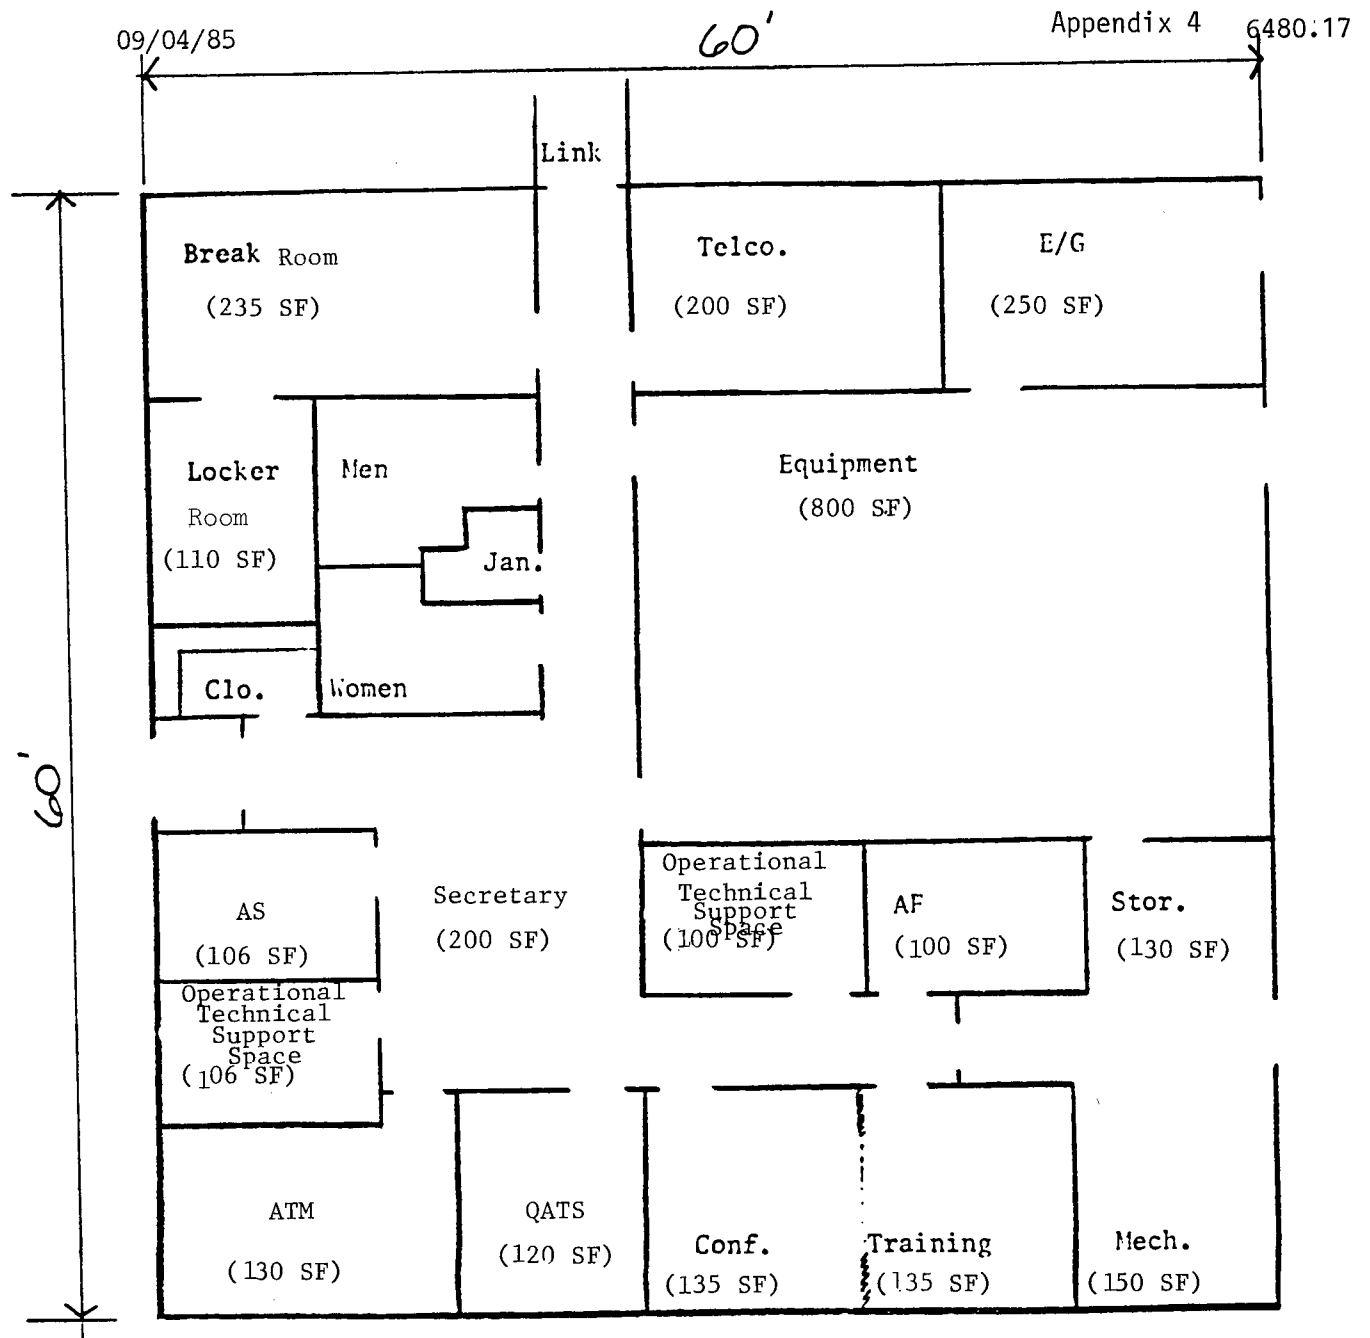 09/04/85
60'
Appendix 4 6480.17
Link
Break Room
(235 SF)
Telco.
(200 SF)
E/G
(250 SF)
Locker
Room
(110 SF)
Men
Jan.
Equipment
(800 SF)
Clo.
Women
60'
AS
(106 SF)
Secretary
(200 SF)
Operational
Technical
Support
Space
(100 SF)
AF
(100 SF)
Stor.
(130 SF)
Operational
Technical
Support
Space
(106 SF)
ATM
(130 SF)
QATS
(120 SF)
Conf.
(135 SF)
Training
(135 SF)
Mech.
(150 SF)